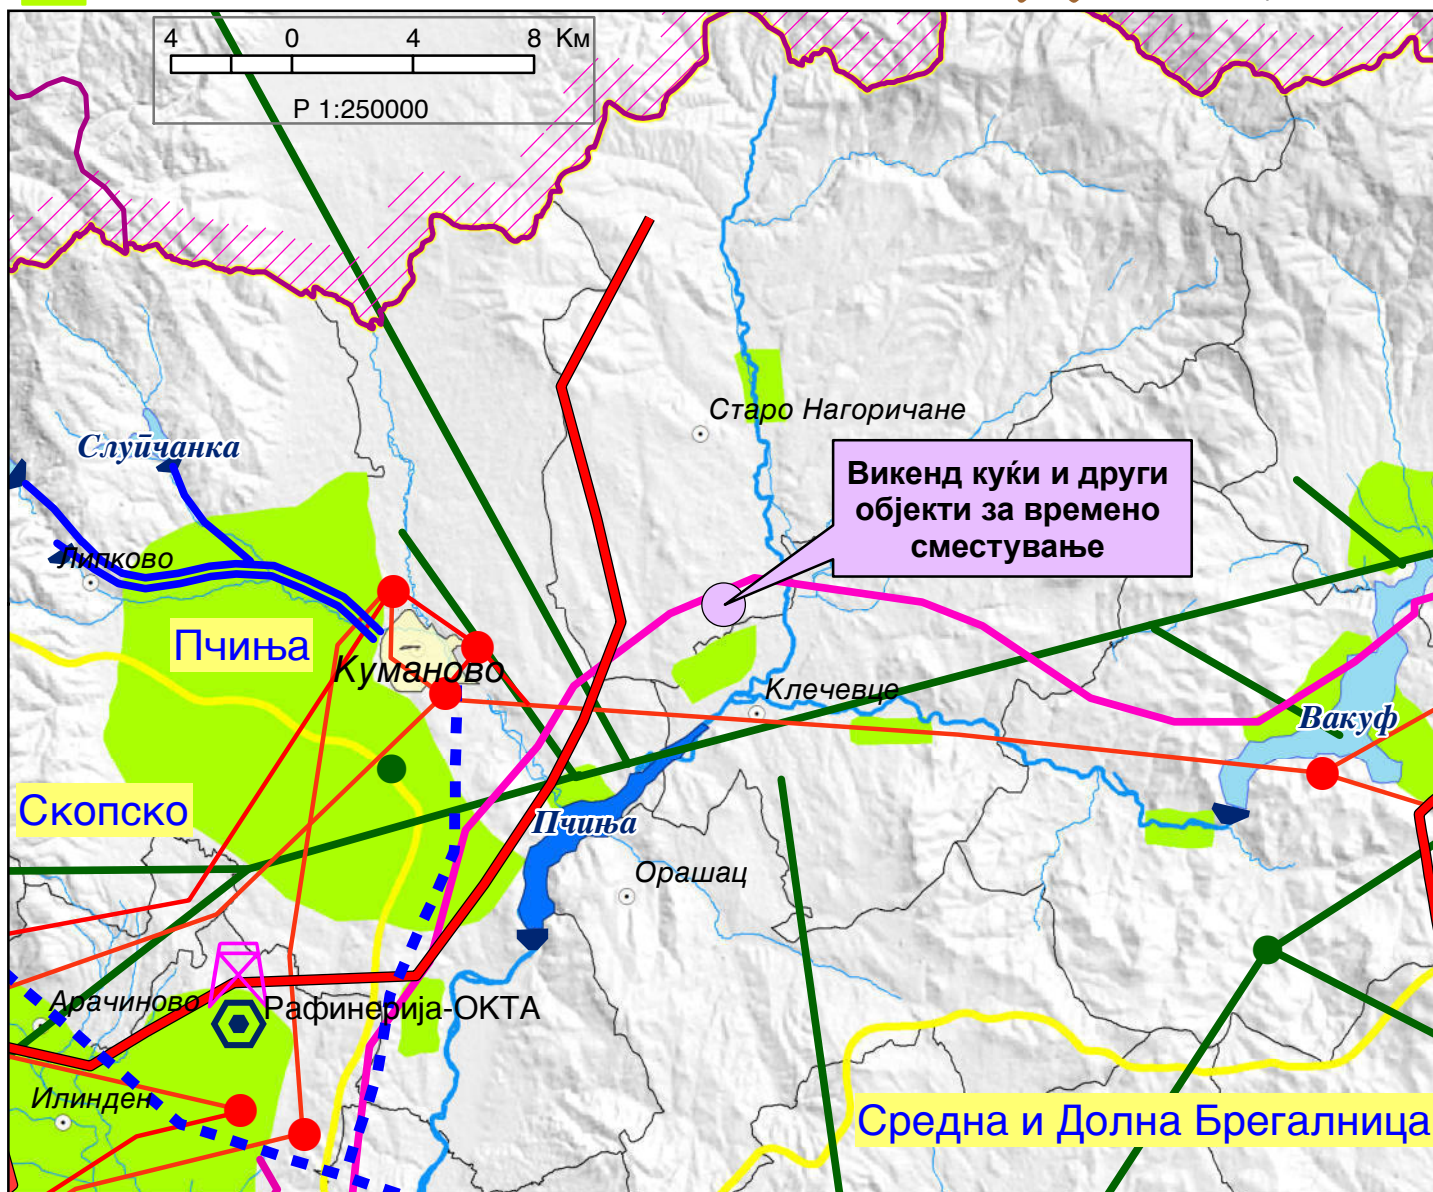 4 0 4 8 Км
Р 1:250000
Старо Нагоричане
Слуйчанка
Викенд куќи и други
објекти за времено
сместување
Липково
Пчиња
Куманово
Клечевце
Вакуф
Скопско
Пчиња
Орашац
Арачиново
Рафинерија-ОКТА
Илинден
Средна и Долна Брегалница